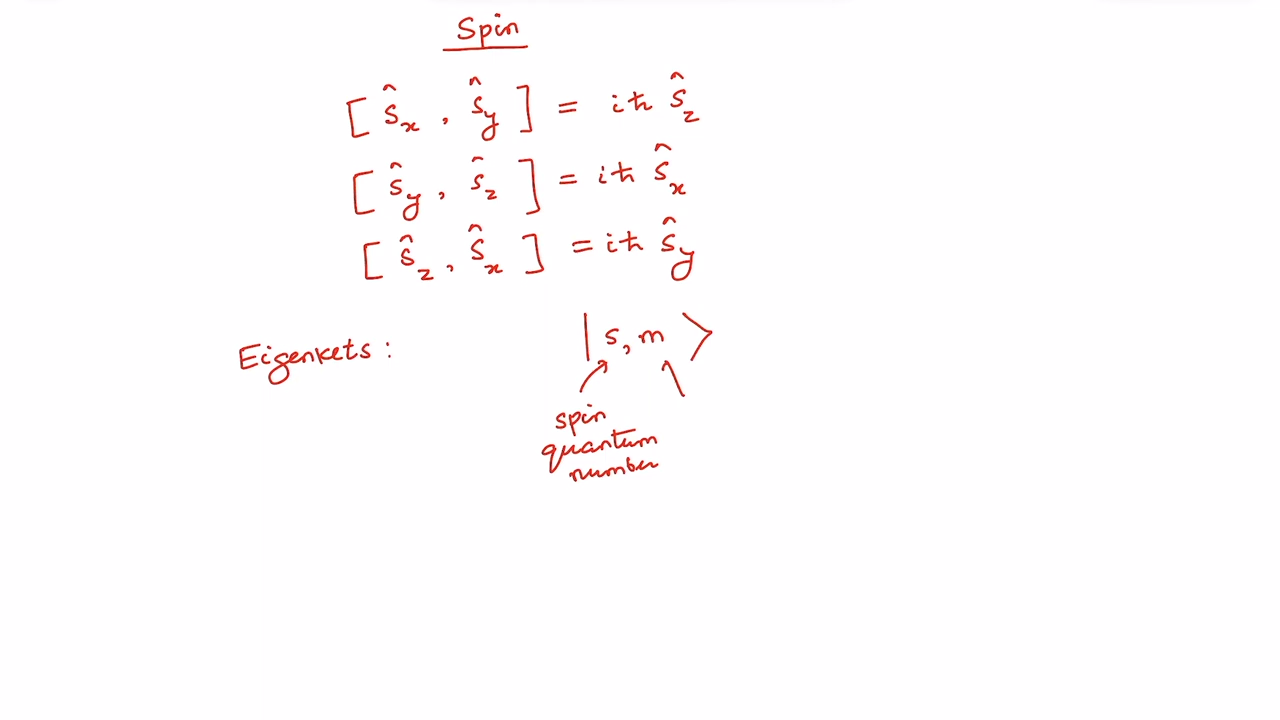 Spin
[ Ŝx , Ŝy ] = iħ Ŝz
[ Ŝy , Ŝz ] = iħ Ŝx
[ Ŝz , Ŝx ] = iħ Ŝy
Eigenkets : | s, m >
spin
quantum
number